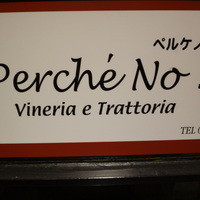 ペルケノ
Perché No
Vineria e Trattoria
TEL